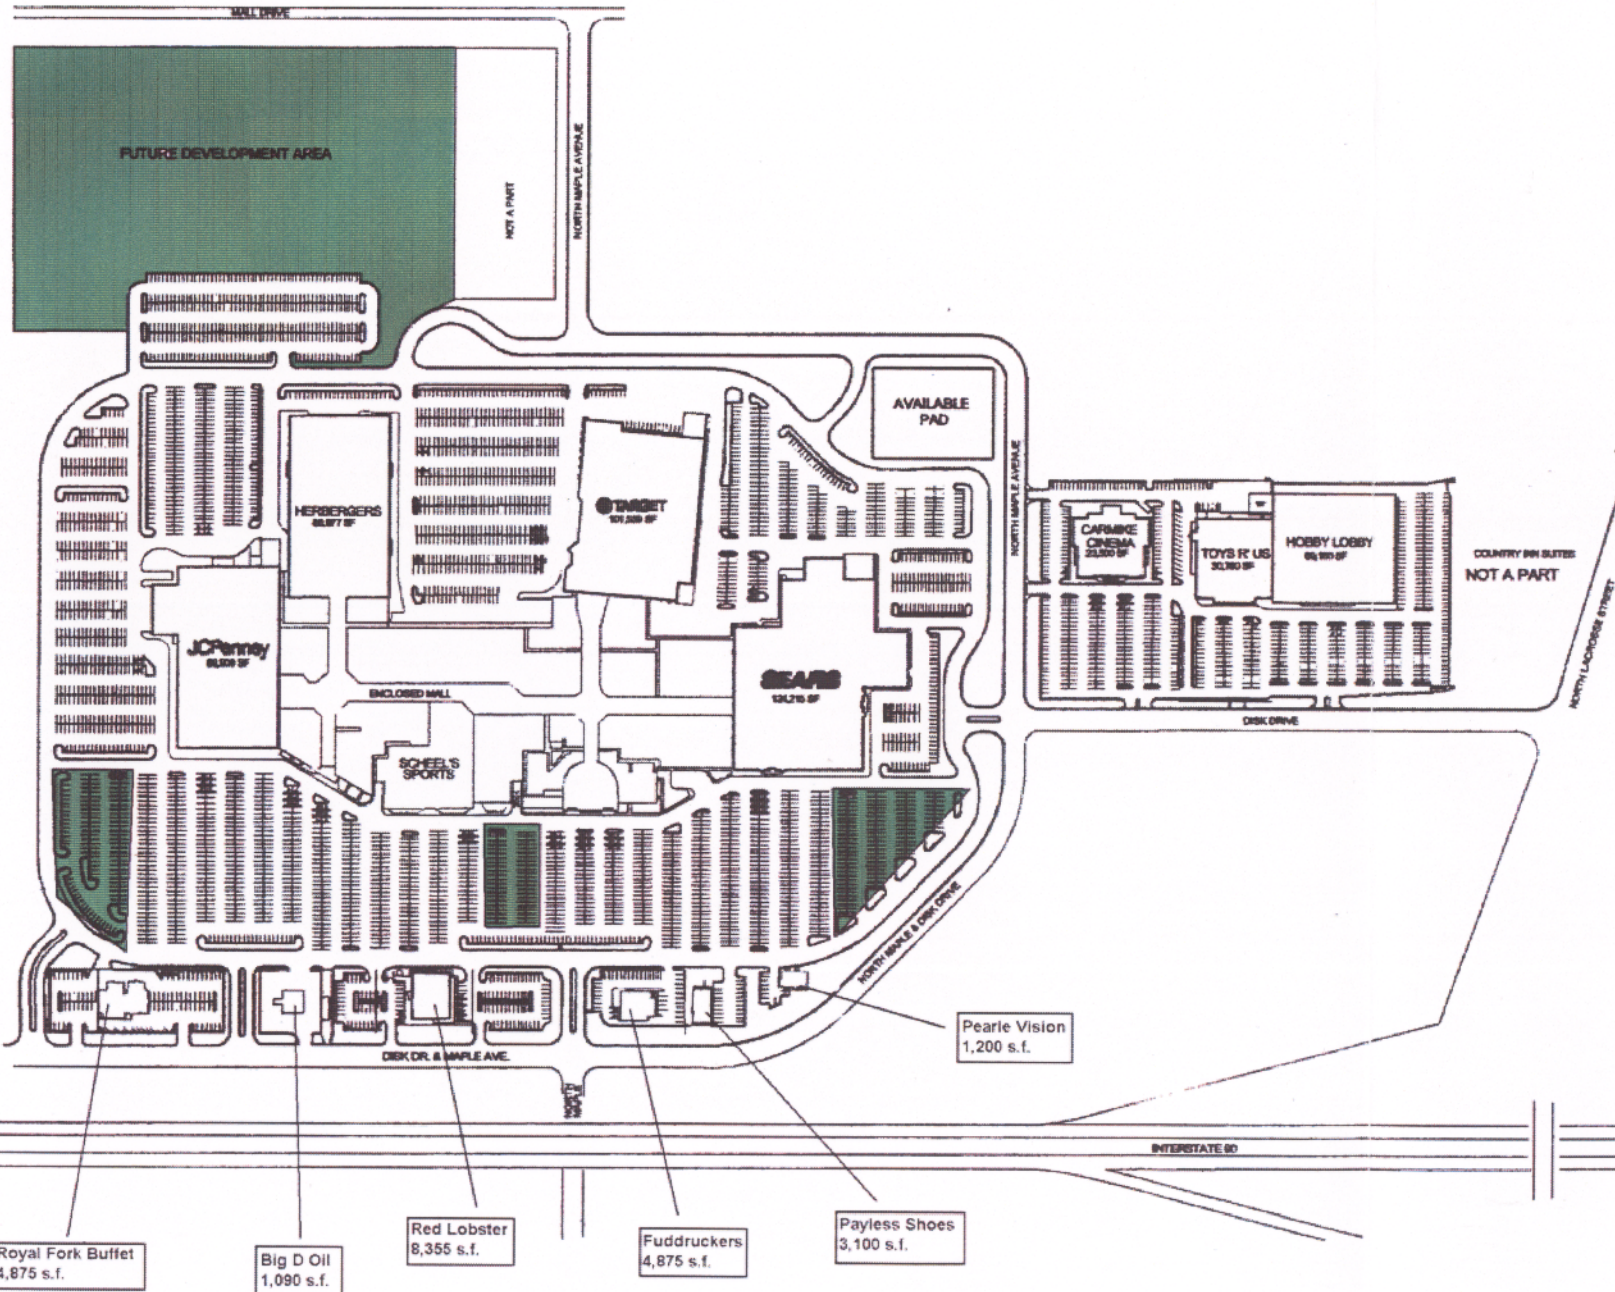 MALL DRIVE
FUTURE DEVELOPMENT AREA
NOT A PART
NORTH MAPLE AVENUE
AVAILABLE
PAD
HERBERGERS
TARGET
NORTH MAPLE AVENUE
CARMIKE
CINEMA
TOYS R' US
HOBBY LOBBY
COUNTRY INN SUITES
NOT A PART
NORTH LACROSSE STREET
JCPenney
ENCLOSED MALL
SEARS
DISK DRIVE
SCHEEL'S
SPORTS
NORTH MAPLE & DISK DRIVE
DISK DR. & MAPLE AVE.
NORTH
MAPLE
Pearle Vision
1,200 s.f.
INTERSTATE 90
Royal Fork Buffet
4,875 s.f.
Big D Oil
1,090 s.f.
Red Lobster
8,355 s.f.
Fuddruckers
4,875 s.f.
Payless Shoes
3,100 s.f.